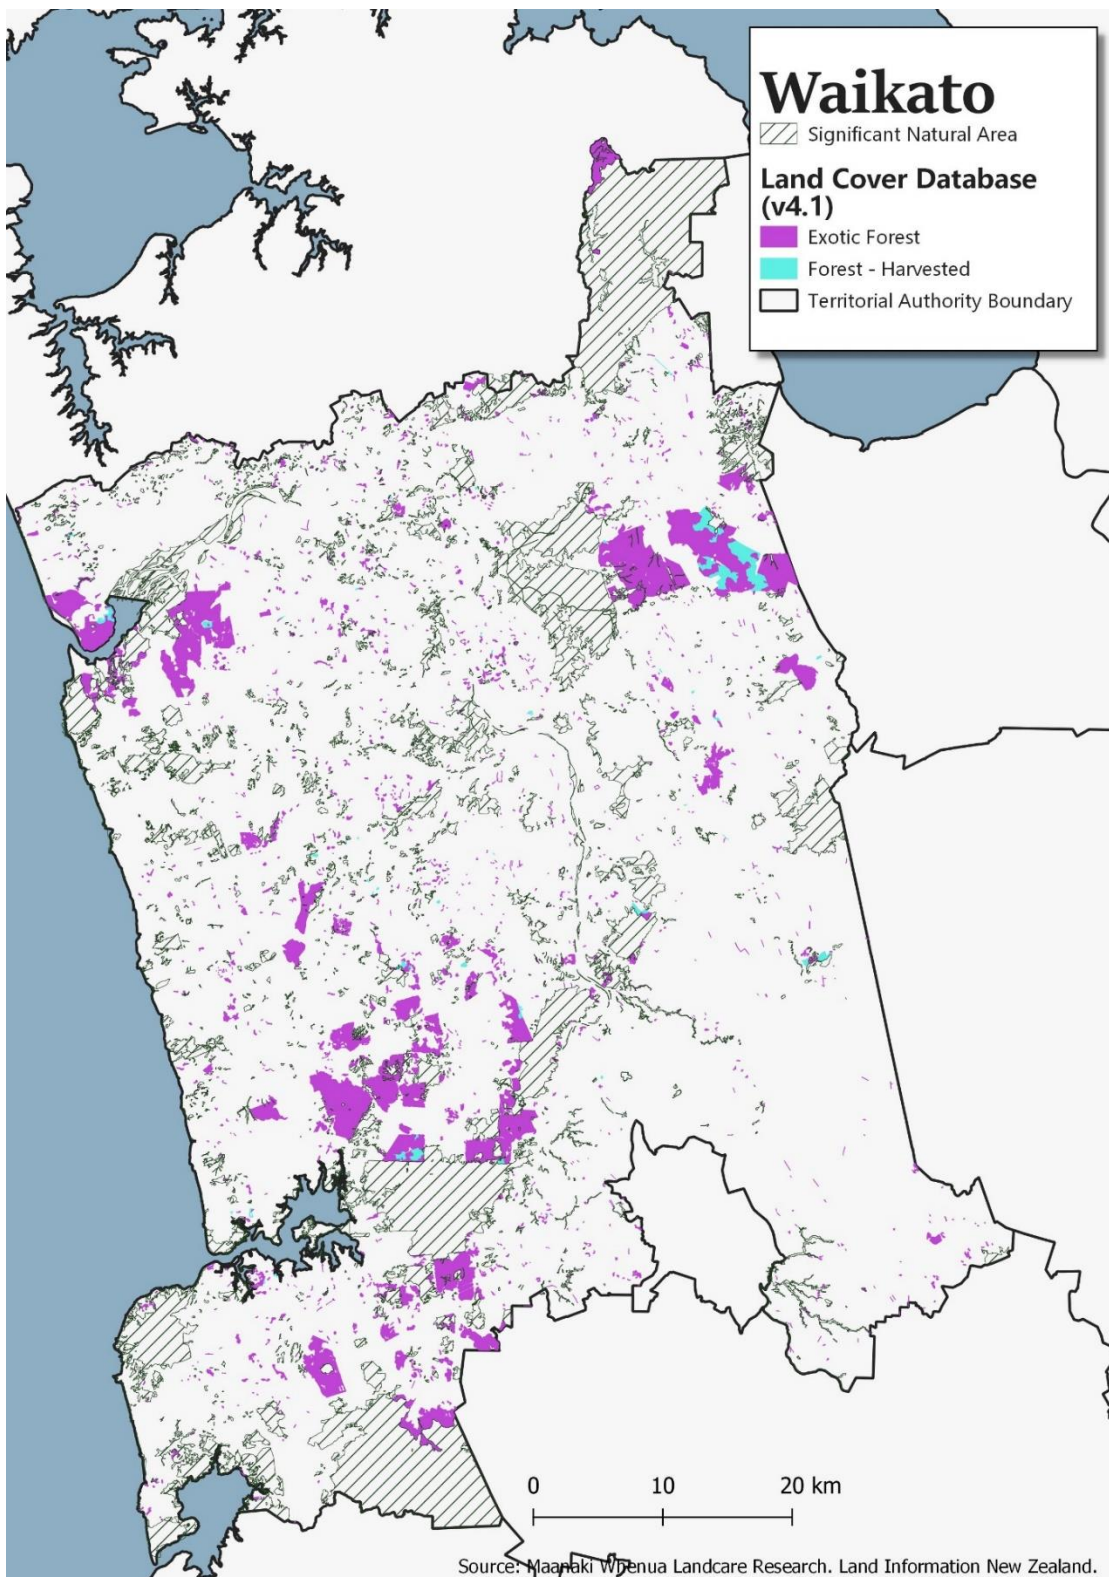 Waikato
Significant Natural Area
Land Cover Database
(v4.1)
Exotic Forest
Forest - Harvested
Territorial Authority Boundary
0 10 20 km
Source: Maanaki Whenua Landcare Research. Land Information New Zealand.